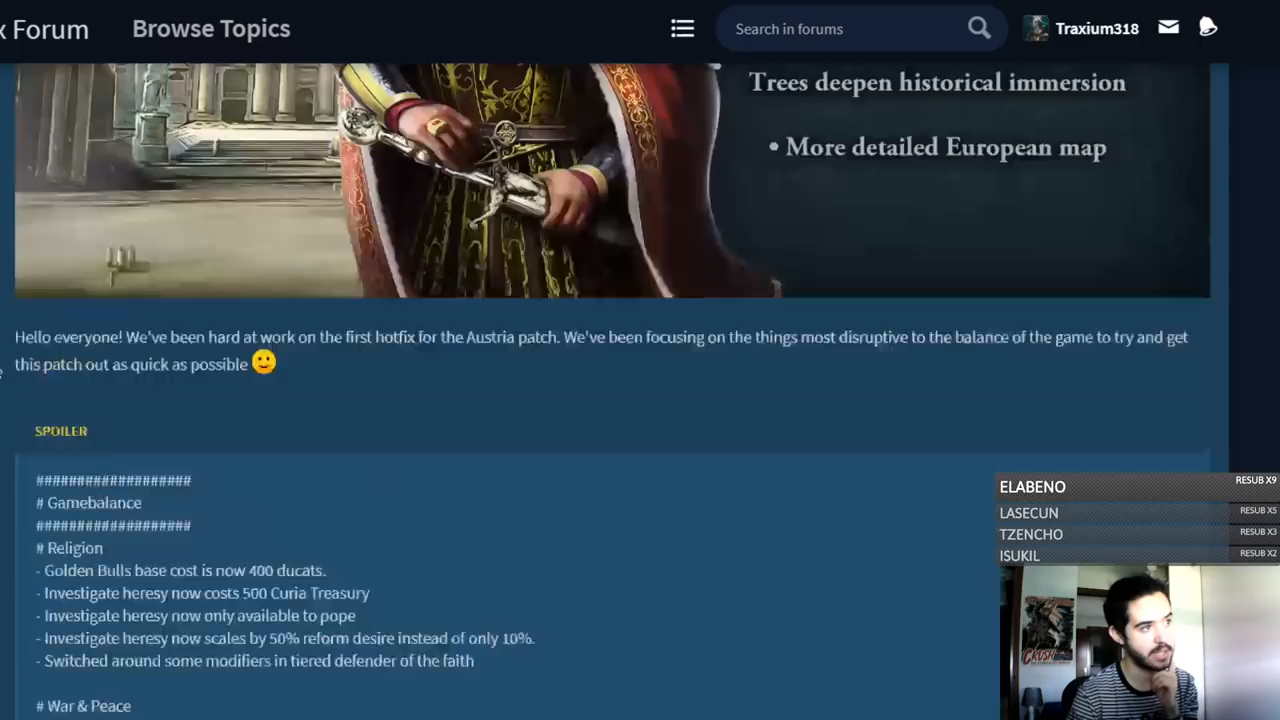 x Forum
Browse Topics
Search in forums
Traxium318
Trees deepen historical immersion
• More detailed European map
Hello everyone! We've been hard at work on the first hotfix for the Austria patch. We've been focusing on the things most disruptive to the balance of the game to try and get
this patch out as quick as possible
SPOILER
###################
# Gamebalance
###################
# Religion
- Golden Bulls base cost is now 400 ducats.
- Investigate heresy now costs 500 Curia Treasury
- Investigate heresy now only available to pope
- Investigate heresy now scales by 50% reform desire instead of only 10%.
- Switched around some modifiers in tiered defender of the faith
# War & Peace
ELABENO RESUB X9
LASECUN RESUB X5
TZENCHO RESUB X3
ISUKIL RESUB X2
CRUSH